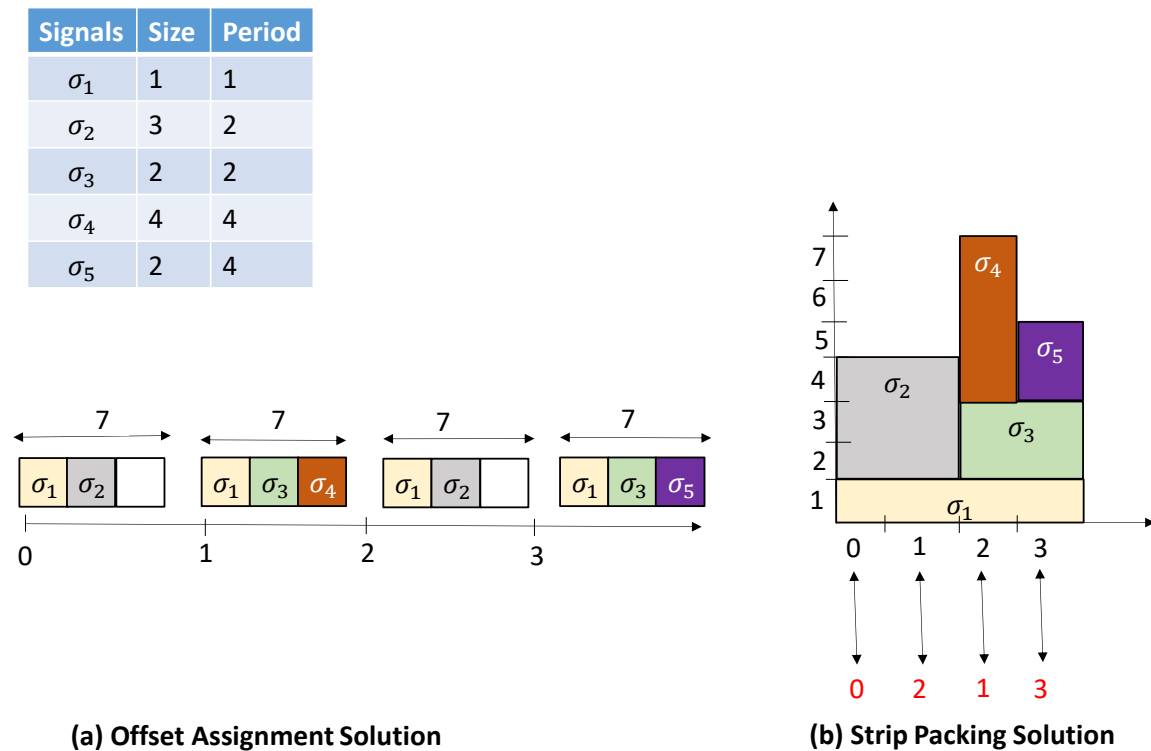 Signals Size Period
σ1 1 1
σ2 3 2
σ3 2 2
σ4 4 4
σ5 2 4
7 7 7 7
σ1 σ2 σ1 σ3 σ4 σ1 σ2 σ1 σ3 σ5
0 1 2 3
(a) Offset Assignment Solution
7 σ4
6
5 σ5
4 σ2
3 σ3
2
1 σ1
0 1 2 3
0 2 1 3
(b) Strip Packing Solution